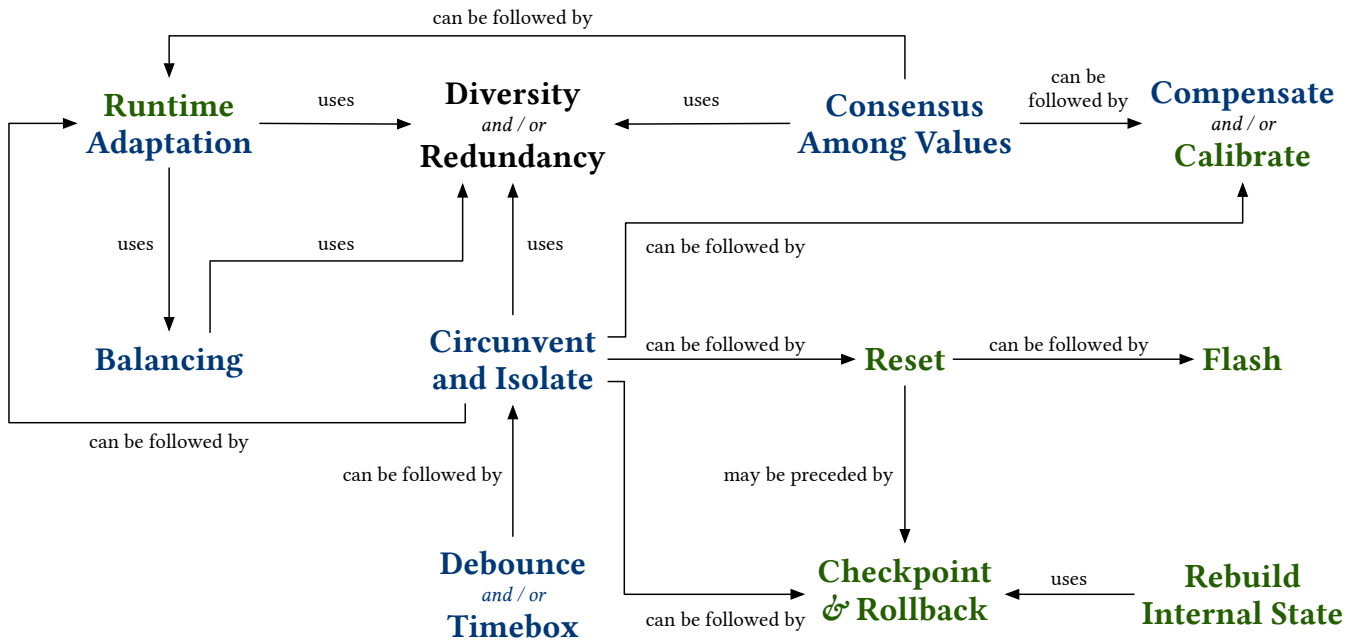 can be followed by
Runtime
Adaptation
uses
Diversity
and / or
Redundancy
uses
Consensus
Among Values
can be
followed by
Compensate
and / or
Calibrate
uses
uses
uses
can be followed by
Balancing
Circunvent
and Isolate
can be followed by
Reset
can be followed by
Flash
can be followed by
can be followed by
may be preceded by
Debounce
and / or
Timebox
can be followed by
Checkpoint
& Rollback
uses
Rebuild
Internal State